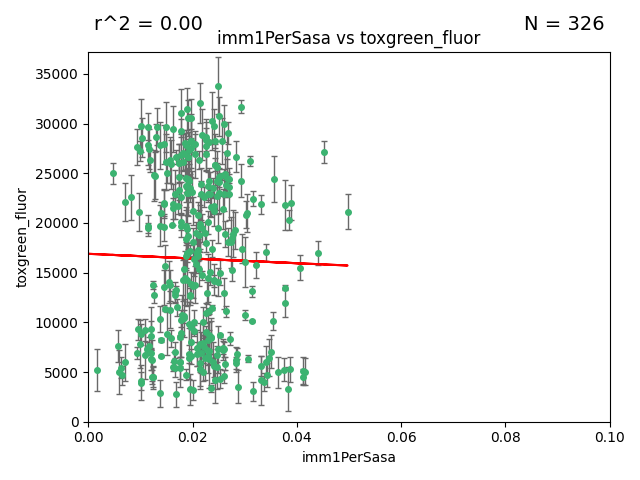 r^2 = 0.00
N = 326
imm1PerSasa vs toxgreen_fluor
toxgreen_fluor
35000
30000
25000
20000
15000
10000
5000
0
0.00
0.02
0.04
0.06
0.08
0.10
imm1PerSasa